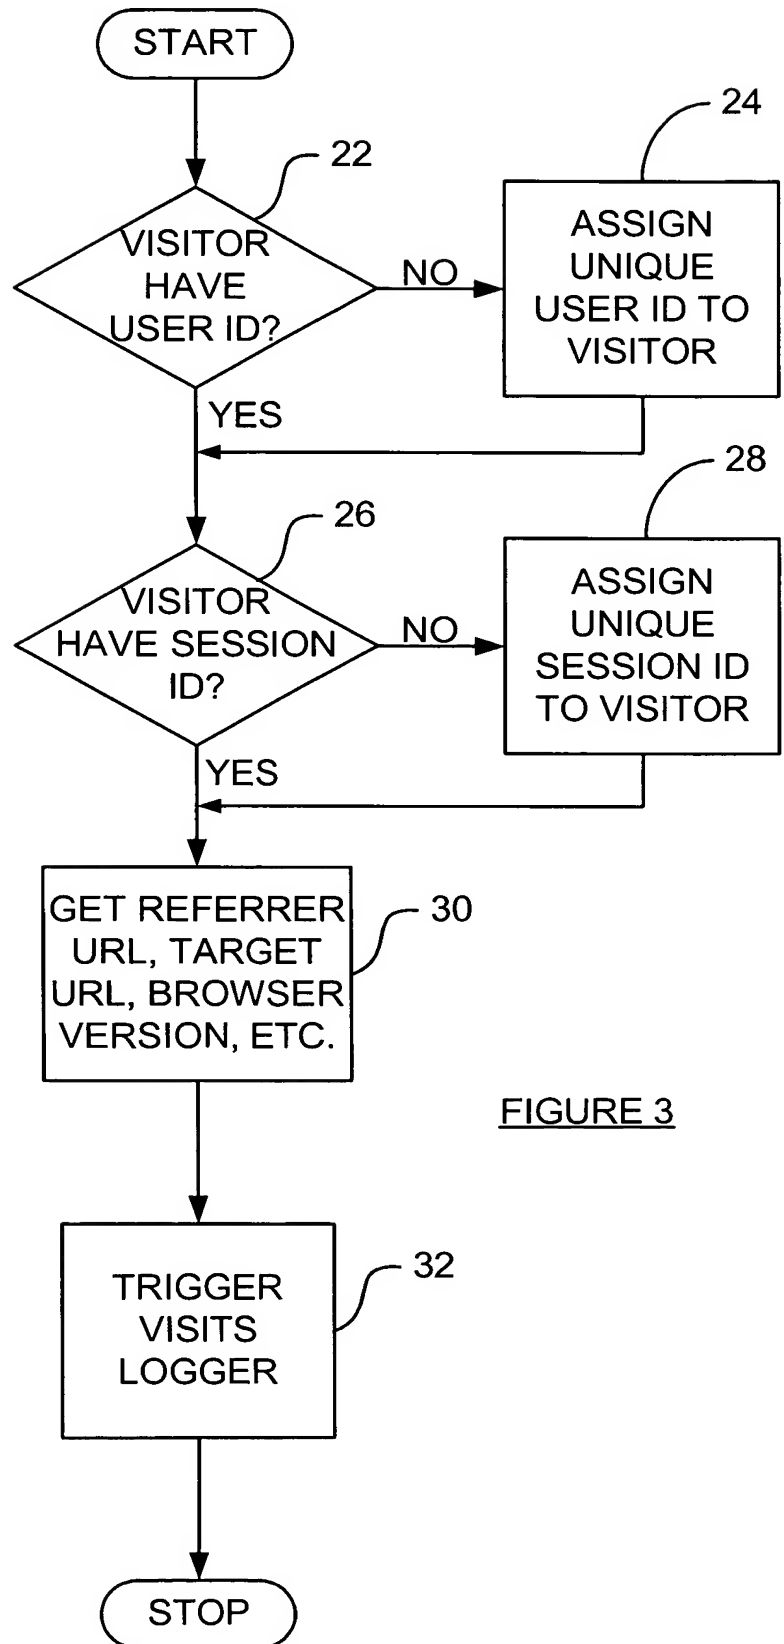 START
22
VISITOR
HAVE
USER ID?
NO
24
ASSIGN
UNIQUE
USER ID TO
VISITOR
YES
26
VISITOR
HAVE SESSION
ID?
NO
28
ASSIGN
UNIQUE
SESSION ID
TO VISITOR
YES
GET REFERRER
URL, TARGET
URL, BROWSER
VERSION, ETC.
30
FIGURE 3
TRIGGER
VISITS
LOGGER
32
STOP